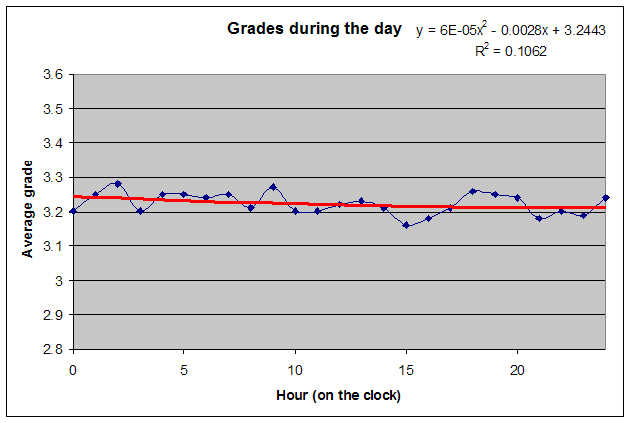 Grades during the day
y = 6E-05x² - 0.0028x + 3.2443
R² = 0.1062
3.6
3.5
3.4
3.3
3.2
3.1
3
2.9
2.8
Average grade
0 5 10 15 20
Hour (on the clock)